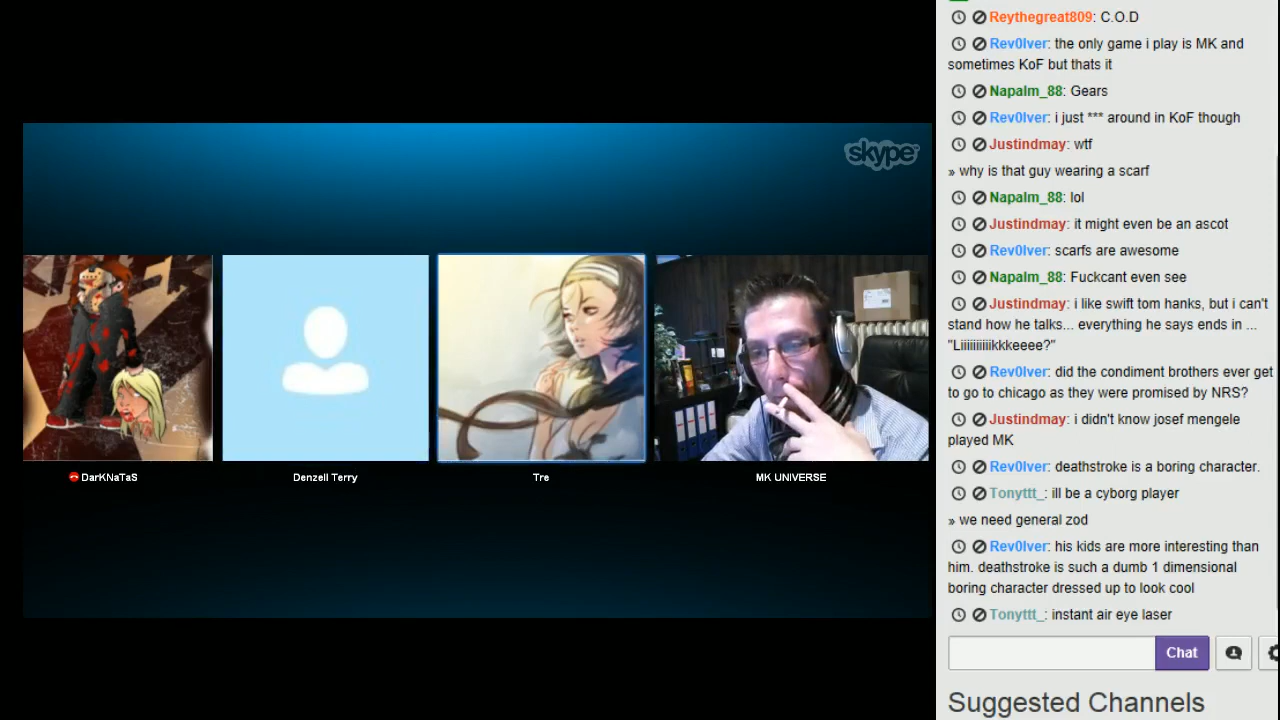 skype
DarKNaTaS
Denzell Terry
Tre
MK UNIVERSE
Reythegreat809: C.O.D
Rev0lver: the only game i play is MK and
sometimes KoF but thats it
Napalm_88: Gears
Rev0lver: i just *** around in KoF though
Justindmay: wtf
» why is that guy wearing a scarf
Napalm_88: lol
Justindmay: it might even be an ascot
Rev0lver: scarfs are awesome
Napalm_88: Fuckcant even see
Justindmay: i like swift tom hanks, but i can't
stand how he talks... everything he says ends in ...
"Liiiiiiiiikkkeeee?"
Rev0lver: did the condiment brothers ever get
to go to chicago as they were promised by NRS?
Justindmay: i didn't know josef mengele
played MK
Rev0lver: deathstroke is a boring character.
Tonyttt_: ill be a cyborg player
» we need general zod
Rev0lver: his kids are more interesting than
him. deathstroke is such a dumb 1 dimensional
boring character dressed up to look cool
Tonyttt_: instant air eye laser
Chat
Suggested Channels